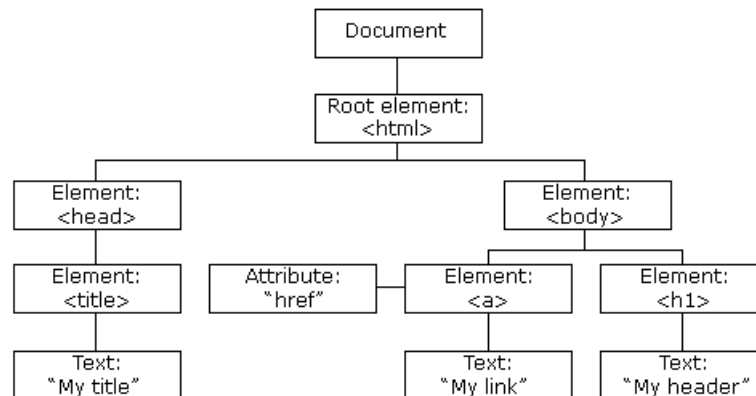 Document
Root element:
<html>
Element:
<head>
Element:
<body>
Element:
<title>
Attribute:
“href”
Element:
<a>
Element:
<h1>
Text:
“My title”
Text:
“My link”
Text:
“My header”